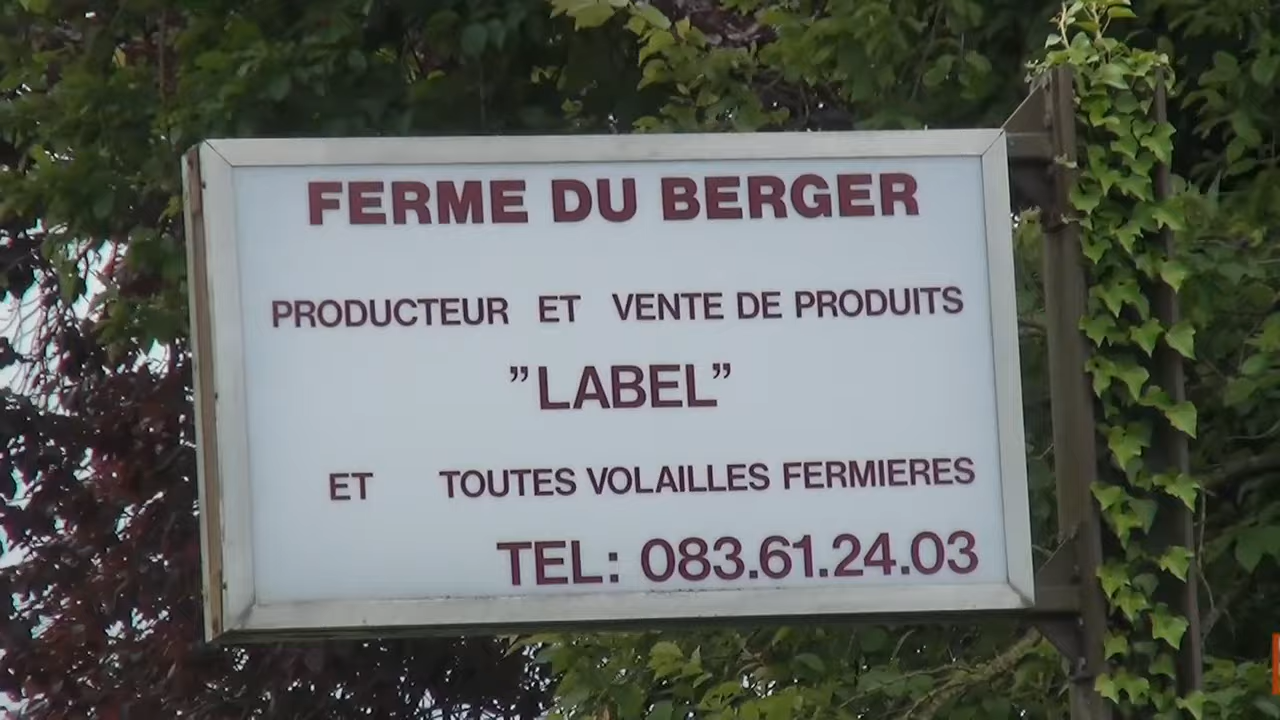 FERME DU BERGER
PRODUCTEUR ET VENTE DE PRODUITS
”LABEL”
ET TOUTES VOLAILLES FERMIERES
TEL: 083.61.24.03